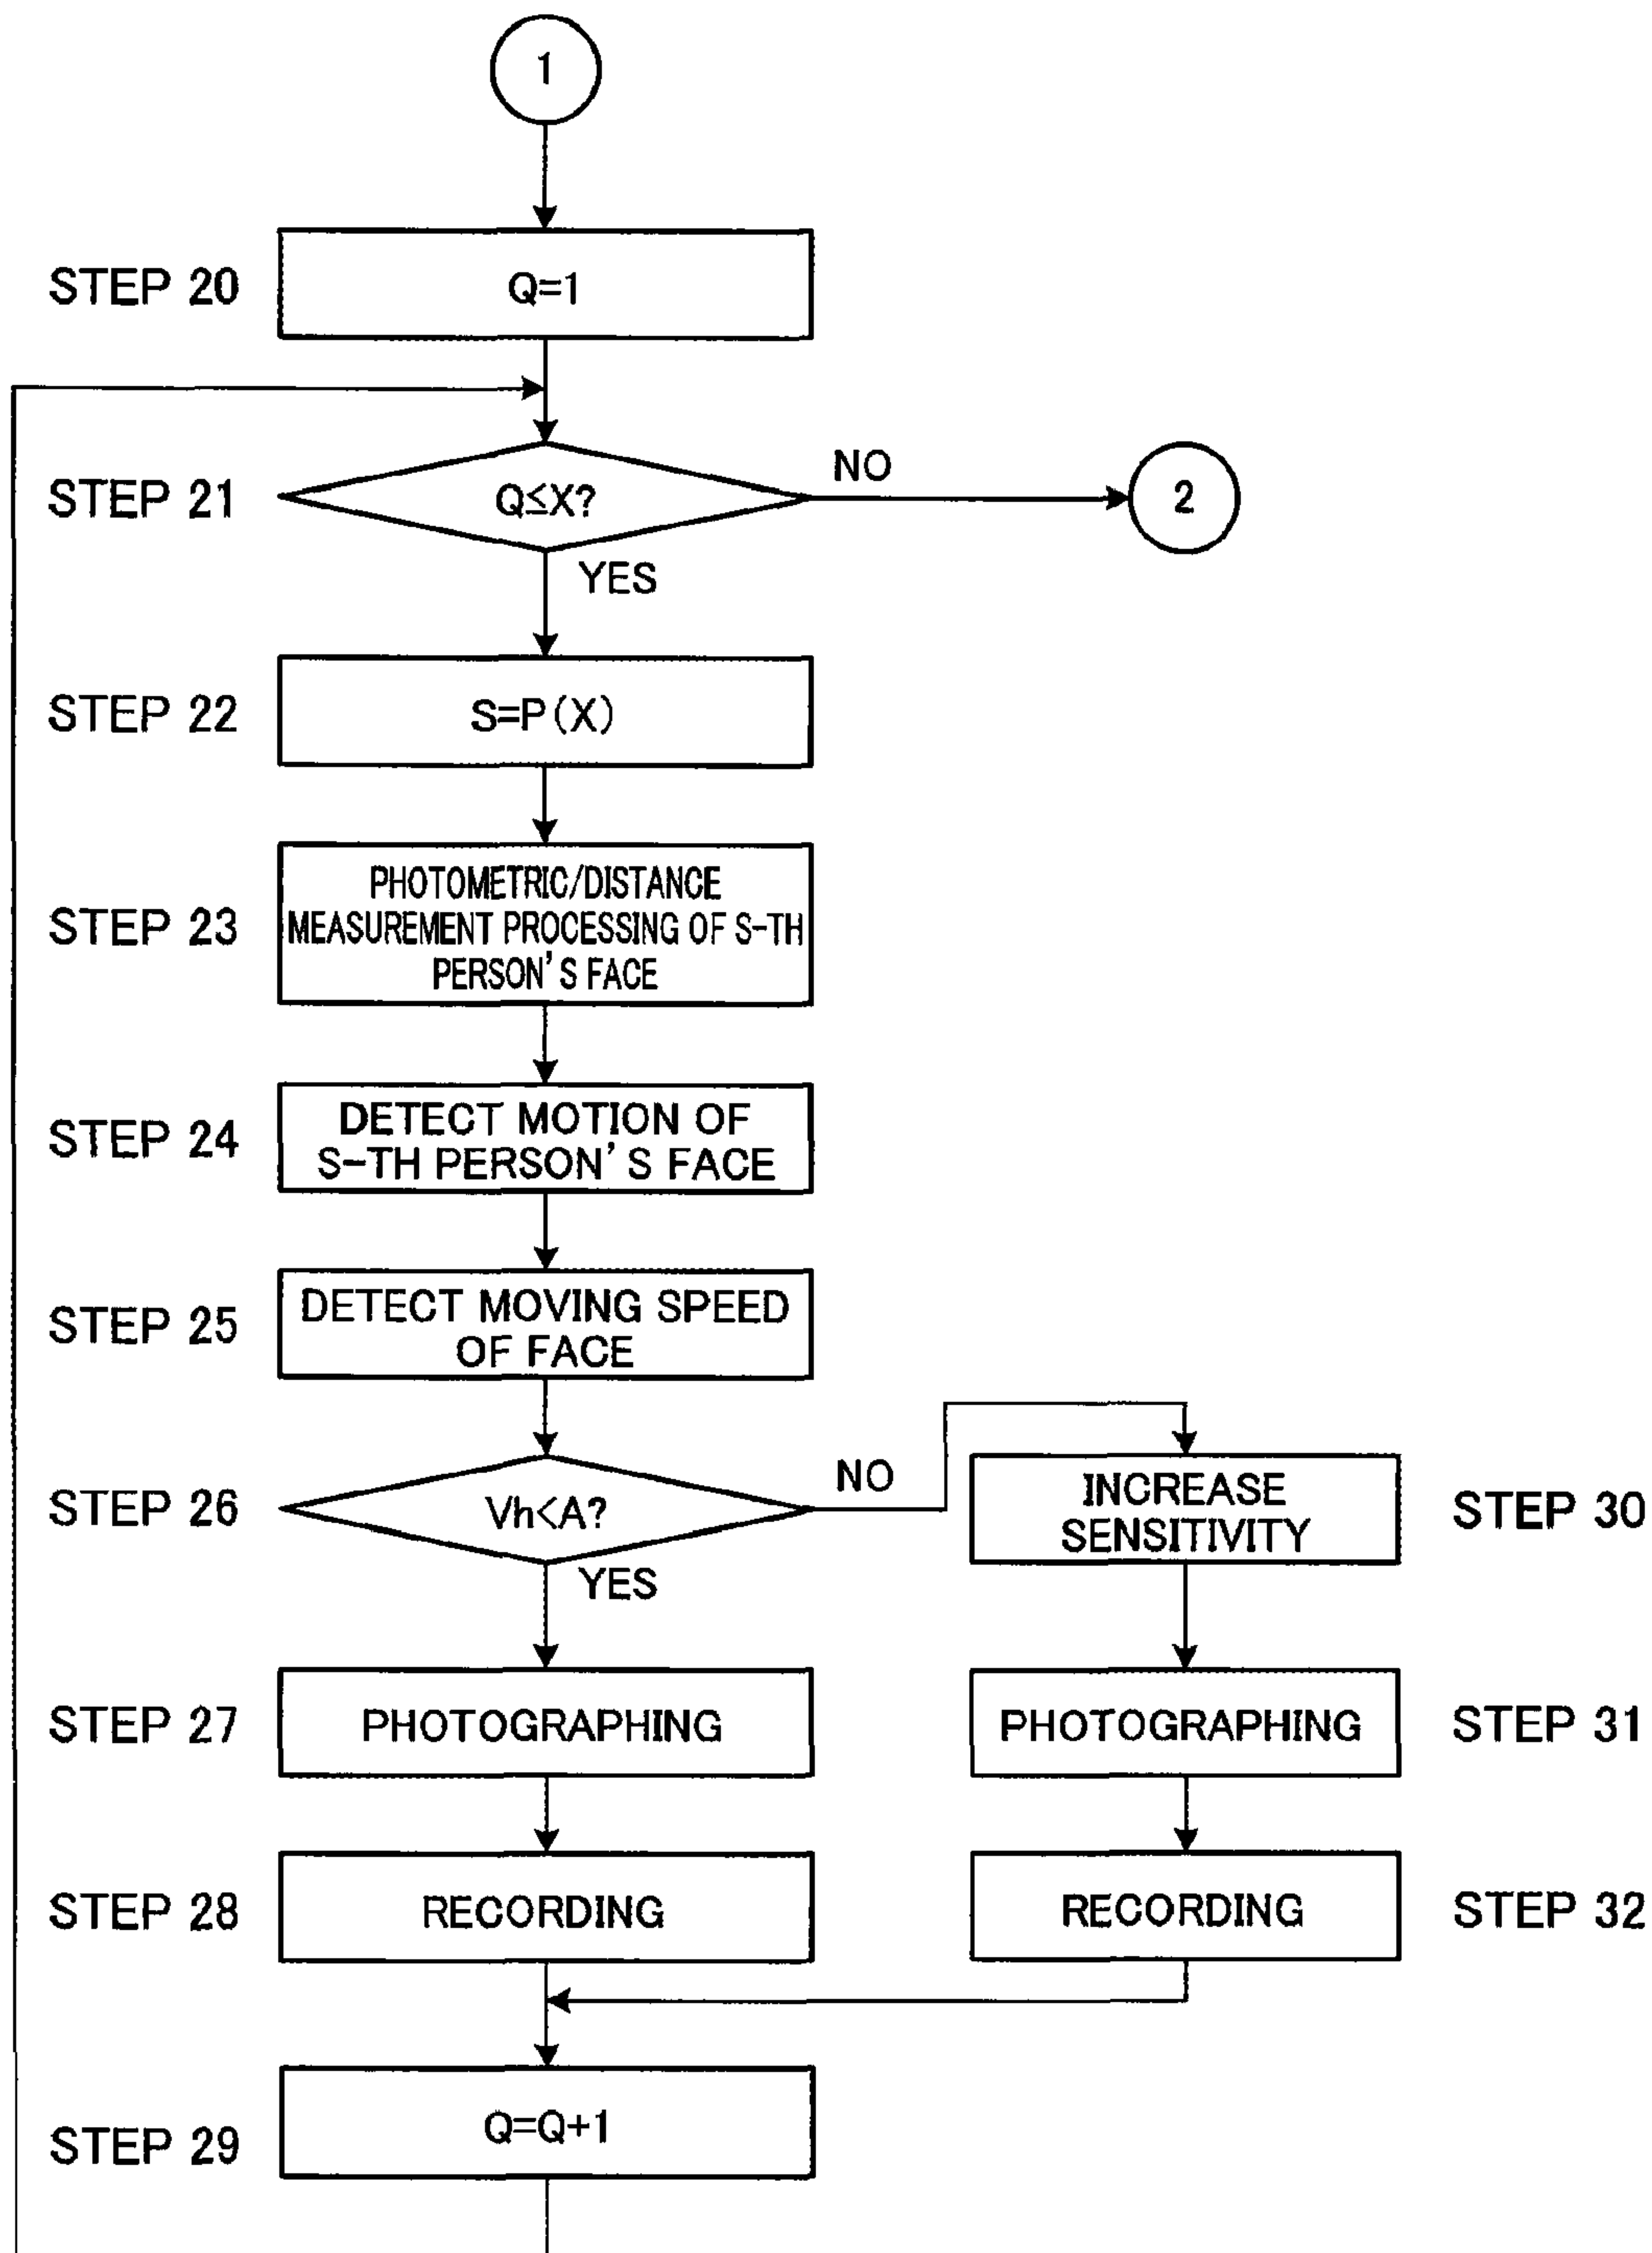 1
STEP 20
Q=1
STEP 21
Q≤X?
NO
2
YES
STEP 22
S=P(X)
STEP 23
PHOTOMETRIC/DISTANCE
MEASUREMENT PROCESSING OF S-TH
PERSON'S FACE
STEP 24
DETECT MOTION OF
S-TH PERSON'S FACE
STEP 25
DETECT MOVING SPEED
OF FACE
STEP 26
Vh<A?
NO
INCREASE
SENSITIVITY
STEP 30
YES
STEP 27
PHOTOGRAPHING
PHOTOGRAPHING
STEP 31
STEP 28
RECORDING
RECORDING
STEP 32
STEP 29
Q=Q+1